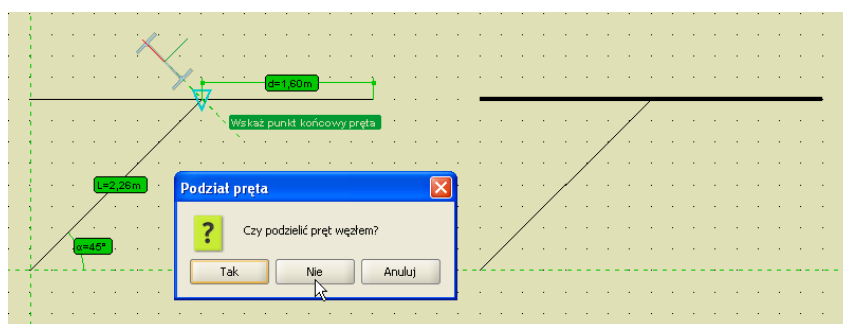 d=1,60m
Wskaż punkt końcowy pręta
L=2,26m
α=45°
Podział pręta
Czy podzielić pręt węzłem?
Tak Nie Anuluj